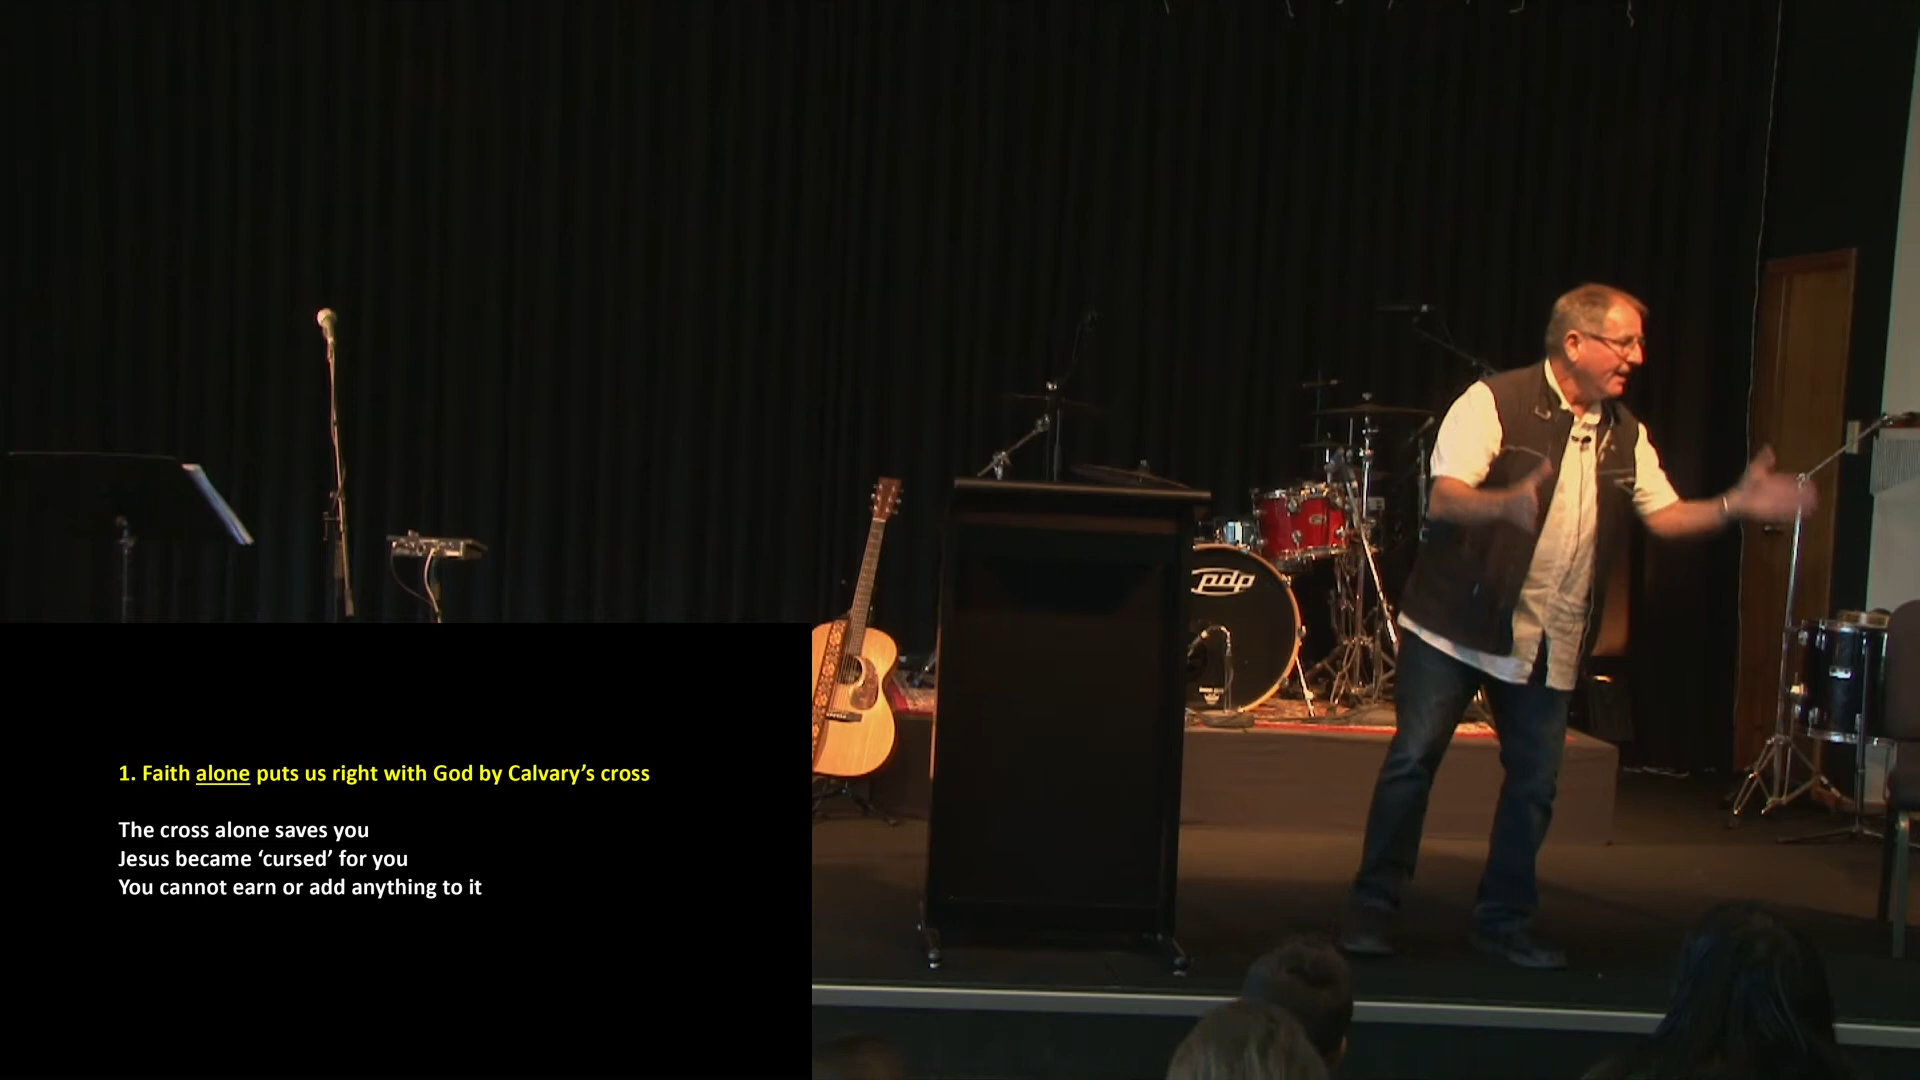 pdp
1. Faith alone puts us right with God by Calvary’s cross
The cross alone saves you
Jesus became ‘cursed’ for you
You cannot earn or add anything to it